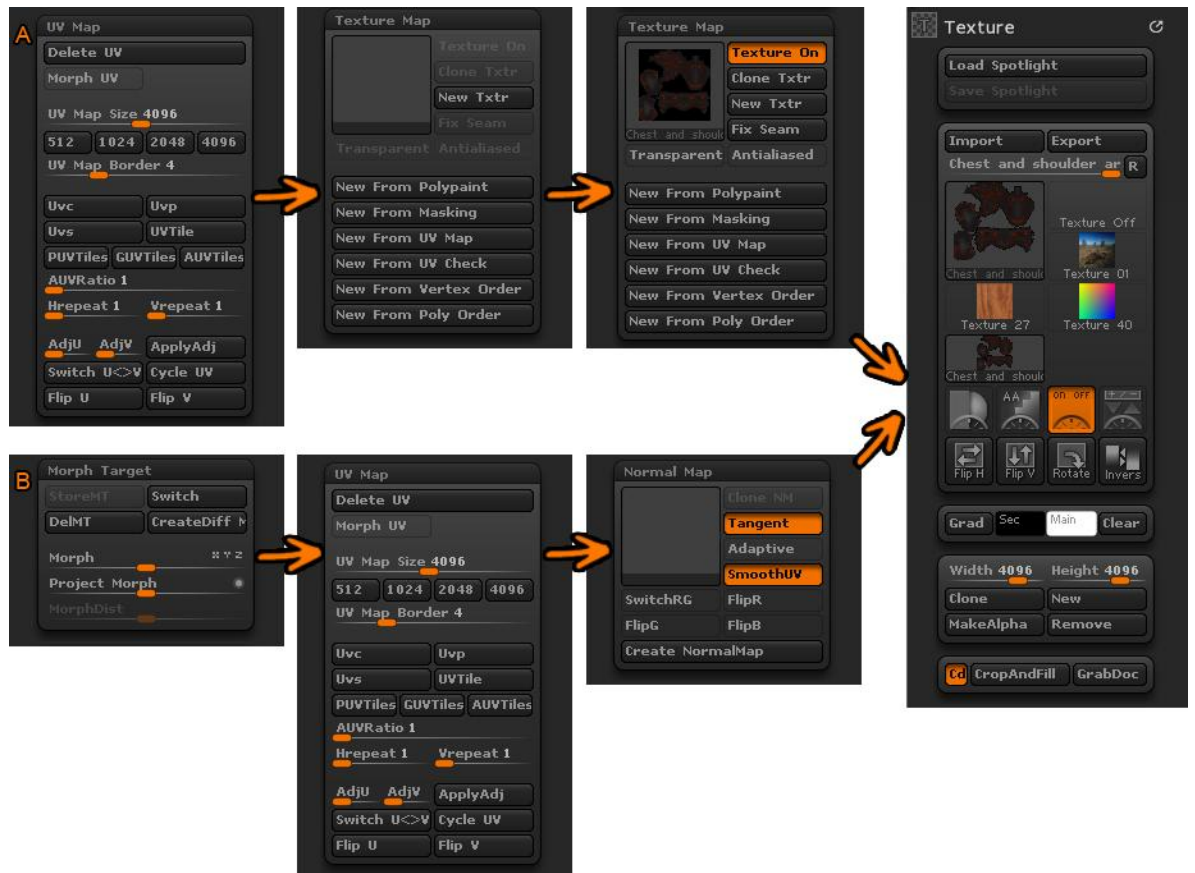 A
UV Map
Delete UV
Morph UV
UV Map Size 4096
512 1024 2048 4096
UV Map Border 4
Uvc Uvp
Uvs UVTile
PUVTiles GUVTiles AUVTiles
AUVRatio 1
Hrepeat 1 Vrepeat 1
AdjU AdjV ApplyAdj
Switch U<>V Cycle UV
Flip U Flip V
Texture Map
Texture On
Clone Txtr
New Txtr
Fix Seam
Transparent Antialiased
New From Polypaint
New From Masking
New From UV Map
New From UV Check
New From Vertex Order
New From Poly Order
Texture Map
Texture On
Clone Txtr
New Txtr
Chest and should Fix Seam
Transparent Antialiased
New From Polypaint
New From Masking
New From UV Map
New From UV Check
New From Vertex Order
New From Poly Order
B
Morph Target
StoreMT Switch
DelMT CreateDiff M
Morph X Y Z
Project Morph
MorphDist
UV Map
Delete UV
Morph UV
UV Map Size 4096
512 1024 2048 4096
UV Map Border 4
Uvc Uvp
Uvs UVTile
PUVTiles GUVTiles AUVTiles
AUVRatio 1
Hrepeat 1 Vrepeat 1
AdjU AdjV ApplyAdj
Switch U<>V Cycle UV
Flip U Flip V
Normal Map
Clone NM
Tangent
Adaptive
SmoothUV
SwitchRG FlipR
FlipG FlipB
Create NormalMap
T Texture
Load Spotlight
Save Spotlight
Import Export
Chest and shoulder ar R
Texture Off
Chest and should Texture 01
Texture 27 Texture 40
Chest and should
AA on off + / -
Flip H Flip V Rotate Invers
Grad Sec Main Clear
Width 4096 Height 4096
Clone New
MakeAlpha Remove
Cd CropAndFill GrabDoc